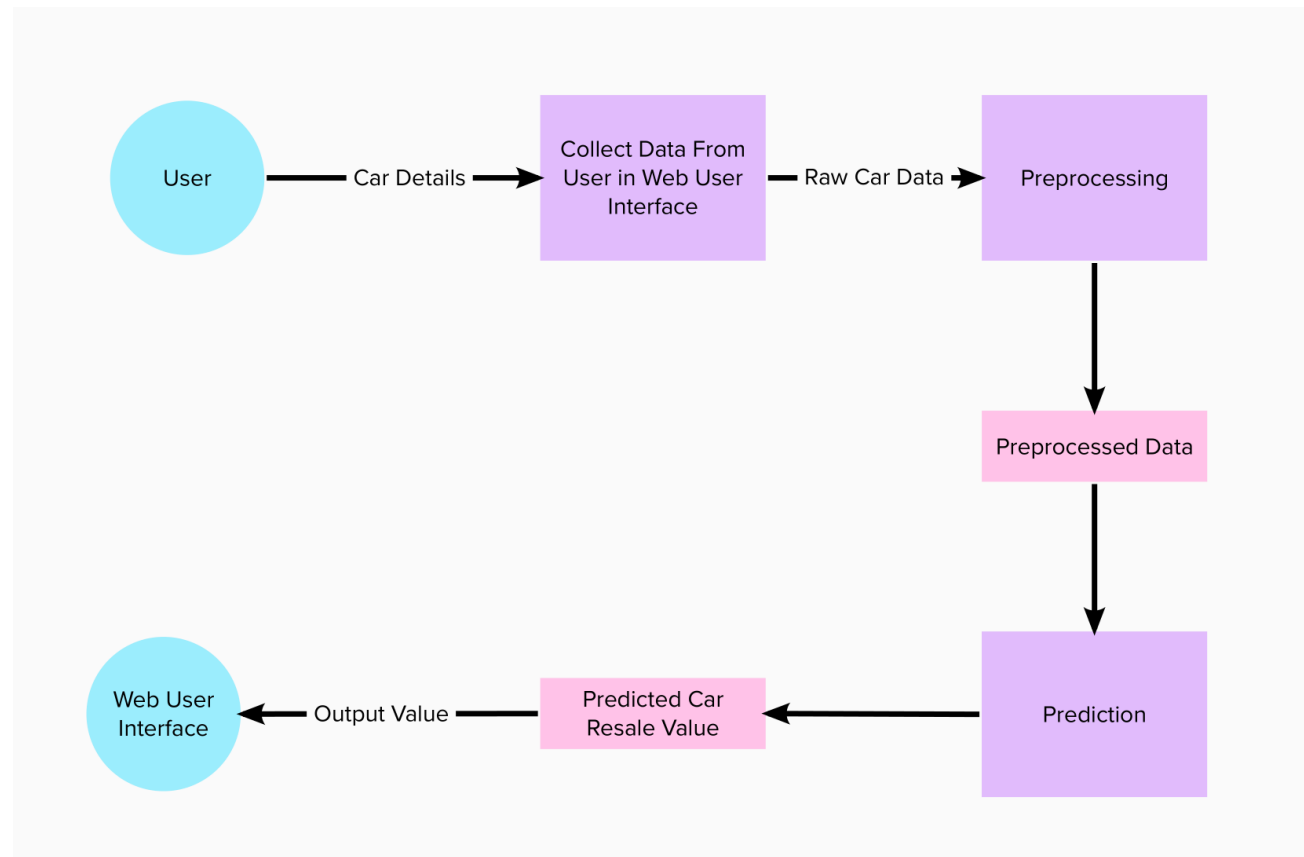 User
Car Details
Collect Data From
User in Web User
Interface
Raw Car Data
Preprocessing
Preprocessed Data
Prediction
Predicted Car
Resale Value
Output Value
Web User
Interface